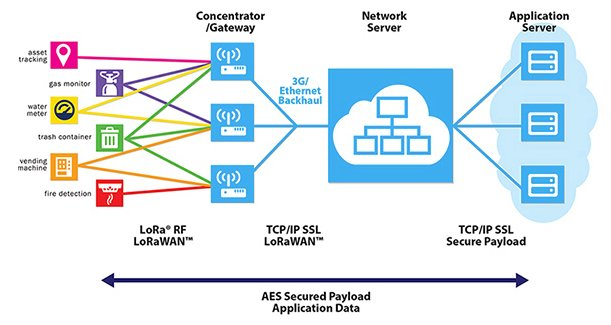 Concentrator
/Gateway
Network
Server
Application
Server
asset
tracking
gas monitor
water
meter
trash container
vending
machine
fire detection
3G/
Ethernet
Backhaul
LoRa® RF
LoRaWAN™
TCP/IP SSL
LoRaWAN™
TCP/IP SSL
Secure Payload
AES Secured Payload
Application Data